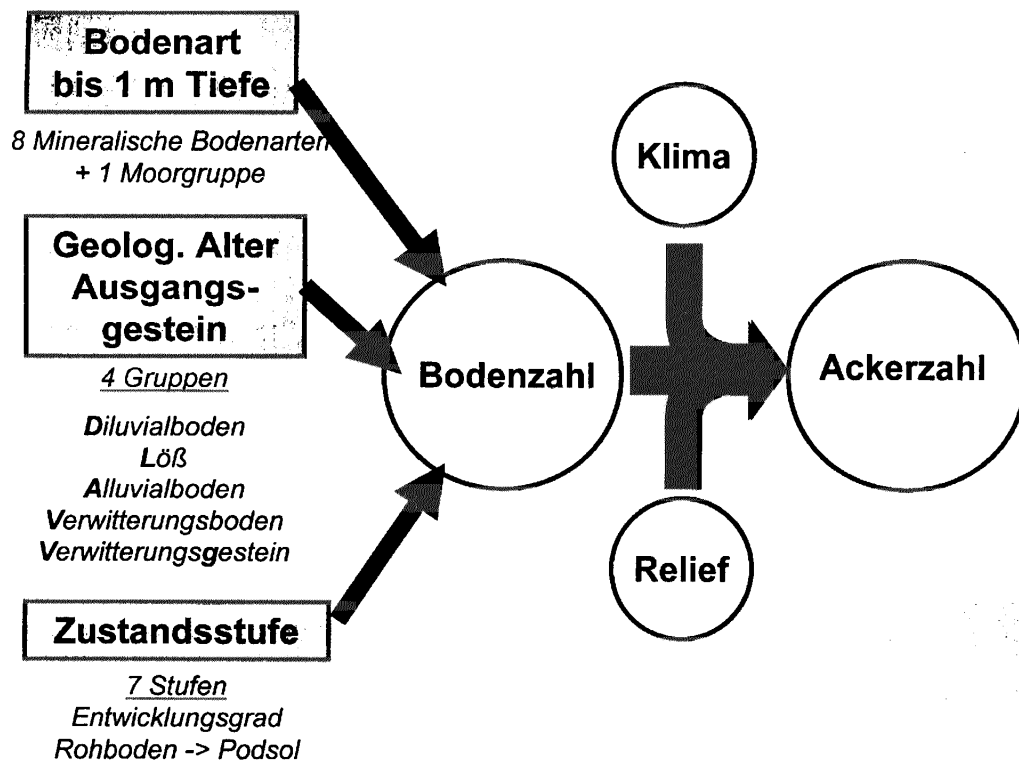 Bodenart
bis 1 m Tiefe
8 Mineralische Bodenarten
+ 1 Moorgruppe
Geolog. Alter
Ausgangs-
gestein
4 Gruppen
Diluvialboden
Löß
Alluvialboden
Verwitterungsboden
Verwitterungsgestein
Zustandsstufe
7 Stufen
Entwicklungsgrad
Rohboden -> Podsol
Bodenzahl
Klima
Relief
Ackerzahl